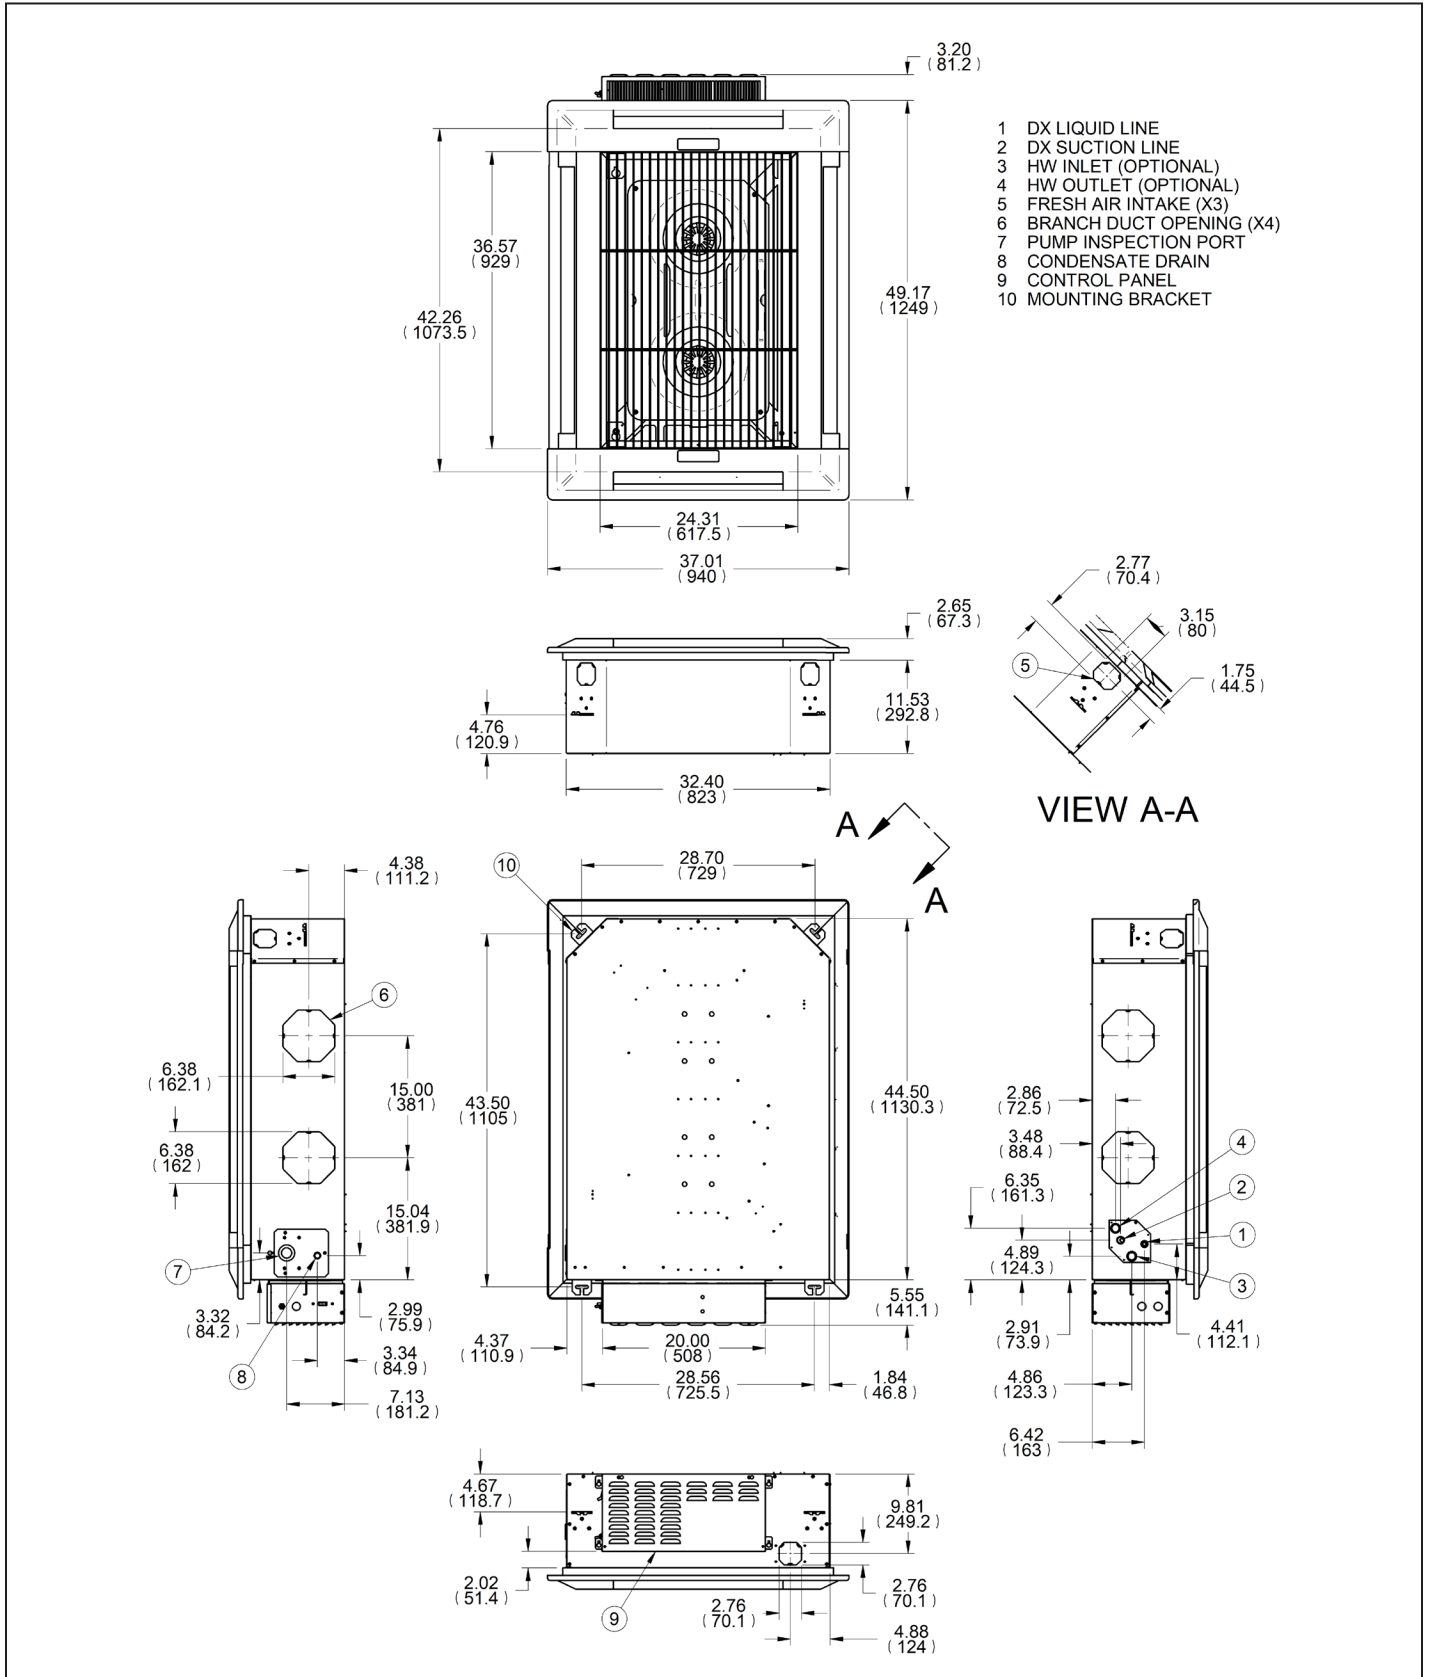 3.20
( 81.2 )
1 DX LIQUID LINE
2 DX SUCTION LINE
3 HW INLET (OPTIONAL)
4 HW OUTLET (OPTIONAL)
5 FRESH AIR INTAKE (X3)
6 BRANCH DUCT OPENING (X4)
7 PUMP INSPECTION PORT
8 CONDENSATE DRAIN
9 CONTROL PANEL
10 MOUNTING BRACKET
36.57
( 929 )
49.17
( 1249 )
42.26
( 1073.5 )
24.31
( 617.5 )
37.01
( 940 )
2.77
( 70.4 )
2.65
( 67.3 )
3.15
( 80 )
5
1.75
( 44.5 )
11.53
( 292.8 )
4.76
( 120.9 )
32.40
( 823 )
VIEW A-A
A
A
4.38
( 111.2 )
10
28.70
( 729 )
6
6.38
( 162.1 )
15.00
( 381 )
43.50
( 1105 )
44.50
( 1130.3 )
2.86
( 72.5 )
6.38
( 162 )
3.48
( 88.4 )
4
6.35
( 161.3 )
2
15.04
( 381.9 )
1
4.89
( 124.3 )
7
3
3.32
( 84.2 )
2.99
( 75.9 )
5.55
( 141.1 )
2.91
( 73.9 )
4.41
( 112.1 )
4.37
( 110.9 )
20.00
( 508 )
3.34
( 84.9 )
8
28.56
( 725.5 )
1.84
( 46.8 )
4.86
( 123.3 )
7.13
( 181.2 )
6.42
( 163 )
4.67
( 118.7 )
9.81
( 249.2 )
2.02
( 51.4 )
2.76
( 70.1 )
9
2.76
( 70.1 )
4.88
( 124 )